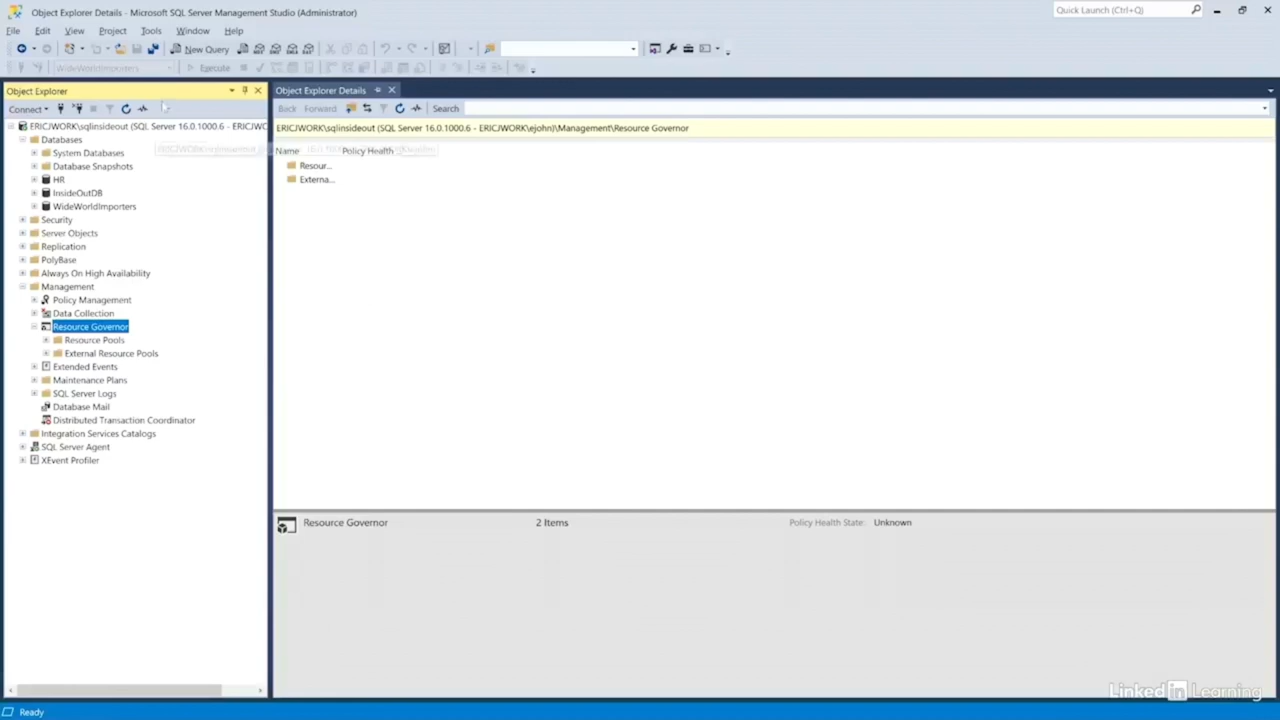 Object Explorer Details - Microsoft SQL Server Management Studio (Administrator)
Quick Launch (Ctrl+Q)
File Edit View Project Tools Window Help
New Query
WideWorldImporters
Execute
Object Explorer
Object Explorer Details
Connect
Back Forward Search
ERICJWORK\sqlinsideout (SQL Server 16.0.1000.6 - ERICJWO
ERICJWORK\sqlinsideout (SQL Server 16.0.1000.6 - ERICJWORK\ejohn)\Management\Resource Governor
Databases
System Databases
Database Snapshots
HR
InsideOutDB
WideWorldImporters
Security
Server Objects
Replication
PolyBase
Always On High Availability
Management
Policy Management
Data Collection
Resource Governor
Resource Pools
External Resource Pools
Extended Events
Maintenance Plans
SQL Server Logs
Database Mail
Distributed Transaction Coordinator
Integration Services Catalogs
SQL Server Agent
XEvent Profiler
Name Policy Health
Resour...
Externa...
Resource Governor 2 Items Policy Health State: Unknown
Linked in Learning
Ready